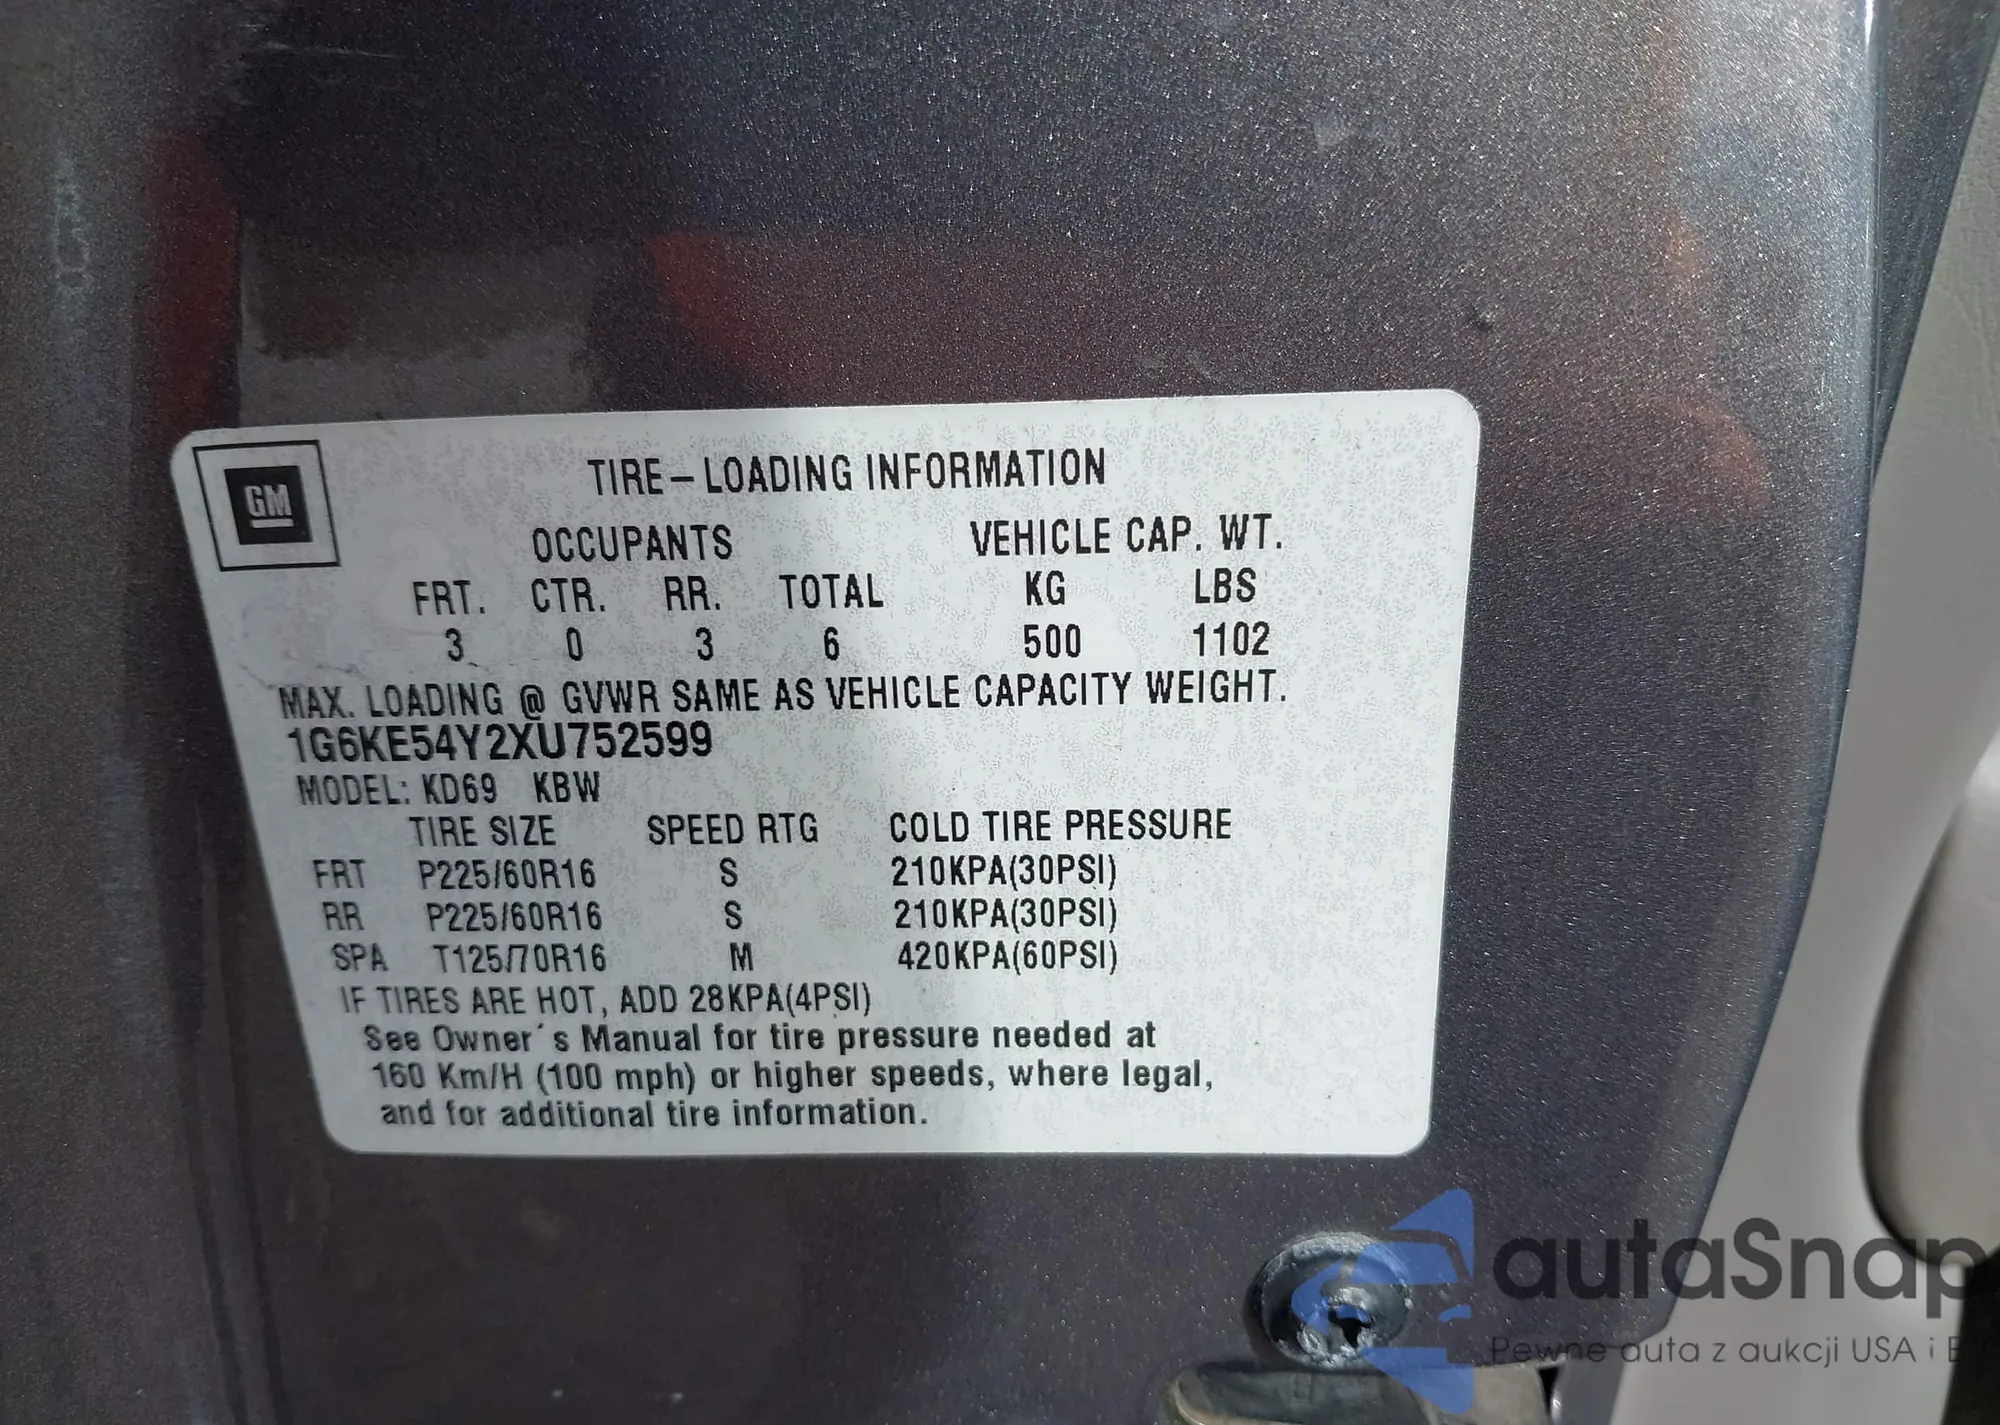 GM
TIRE – LOADING INFORMATION
OCCUPANTS VEHICLE CAP. WT.
FRT. CTR. RR. TOTAL KG LBS
3 0 3 6 500 1102
MAX. LOADING @ GVWR SAME AS VEHICLE CAPACITY WEIGHT.
1G6KE54Y2XU752599
MODEL: KD69 KBW
TIRE SIZE SPEED RTG COLD TIRE PRESSURE
FRT P225/60R16 S 210KPA(30PSI)
RR P225/60R16 S 210KPA(30PSI)
SPA T125/70R16 M 420KPA(60PSI)
IF TIRES ARE HOT, ADD 28KPA(4PSI)
See Owner´s Manual for tire pressure needed at
160 Km/H (100 mph) or higher speeds, where legal,
and for additional tire information.
autaSnap
Pewne auta z aukcji USA i